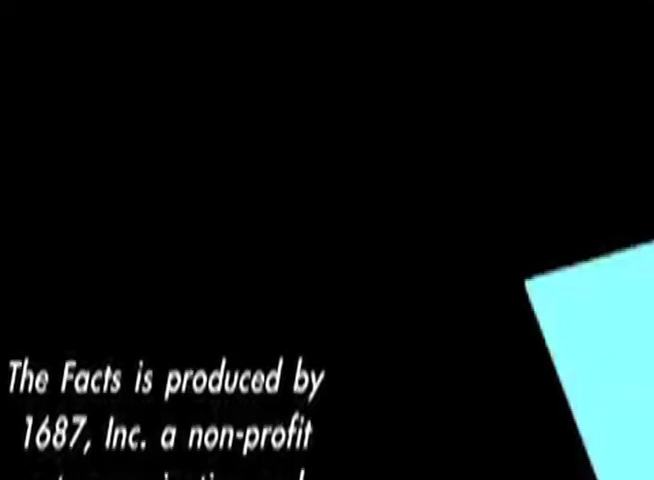 The Facts is produced by
1687, Inc. a non-profit